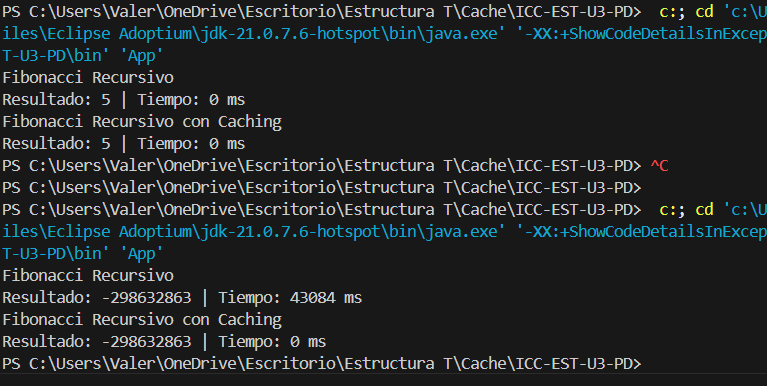 PS C:\Users\Valer\OneDrive\Escritorio\Estructura T\Cache\ICC-EST-U3-PD>  c:; cd 'c:\U
iles\Eclipse Adoptium\jdk-21.0.7.6-hotspot\bin\java.exe' '-XX:+ShowCodeDetailsInExcep
T-U3-PD\bin' 'App'
Fibonacci Recursivo
Resultado: 5 | Tiempo: 0 ms
Fibonacci Recursivo con Caching
Resultado: 5 | Tiempo: 0 ms
PS C:\Users\Valer\OneDrive\Escritorio\Estructura T\Cache\ICC-EST-U3-PD> ^C
PS C:\Users\Valer\OneDrive\Escritorio\Estructura T\Cache\ICC-EST-U3-PD>
PS C:\Users\Valer\OneDrive\Escritorio\Estructura T\Cache\ICC-EST-U3-PD>  c:; cd 'c:\U
iles\Eclipse Adoptium\jdk-21.0.7.6-hotspot\bin\java.exe' '-XX:+ShowCodeDetailsInExcep
T-U3-PD\bin' 'App'
Fibonacci Recursivo
Resultado: -298632863 | Tiempo: 43084 ms
Fibonacci Recursivo con Caching
Resultado: -298632863 | Tiempo: 0 ms
PS C:\Users\Valer\OneDrive\Escritorio\Estructura T\Cache\ICC-EST-U3-PD>